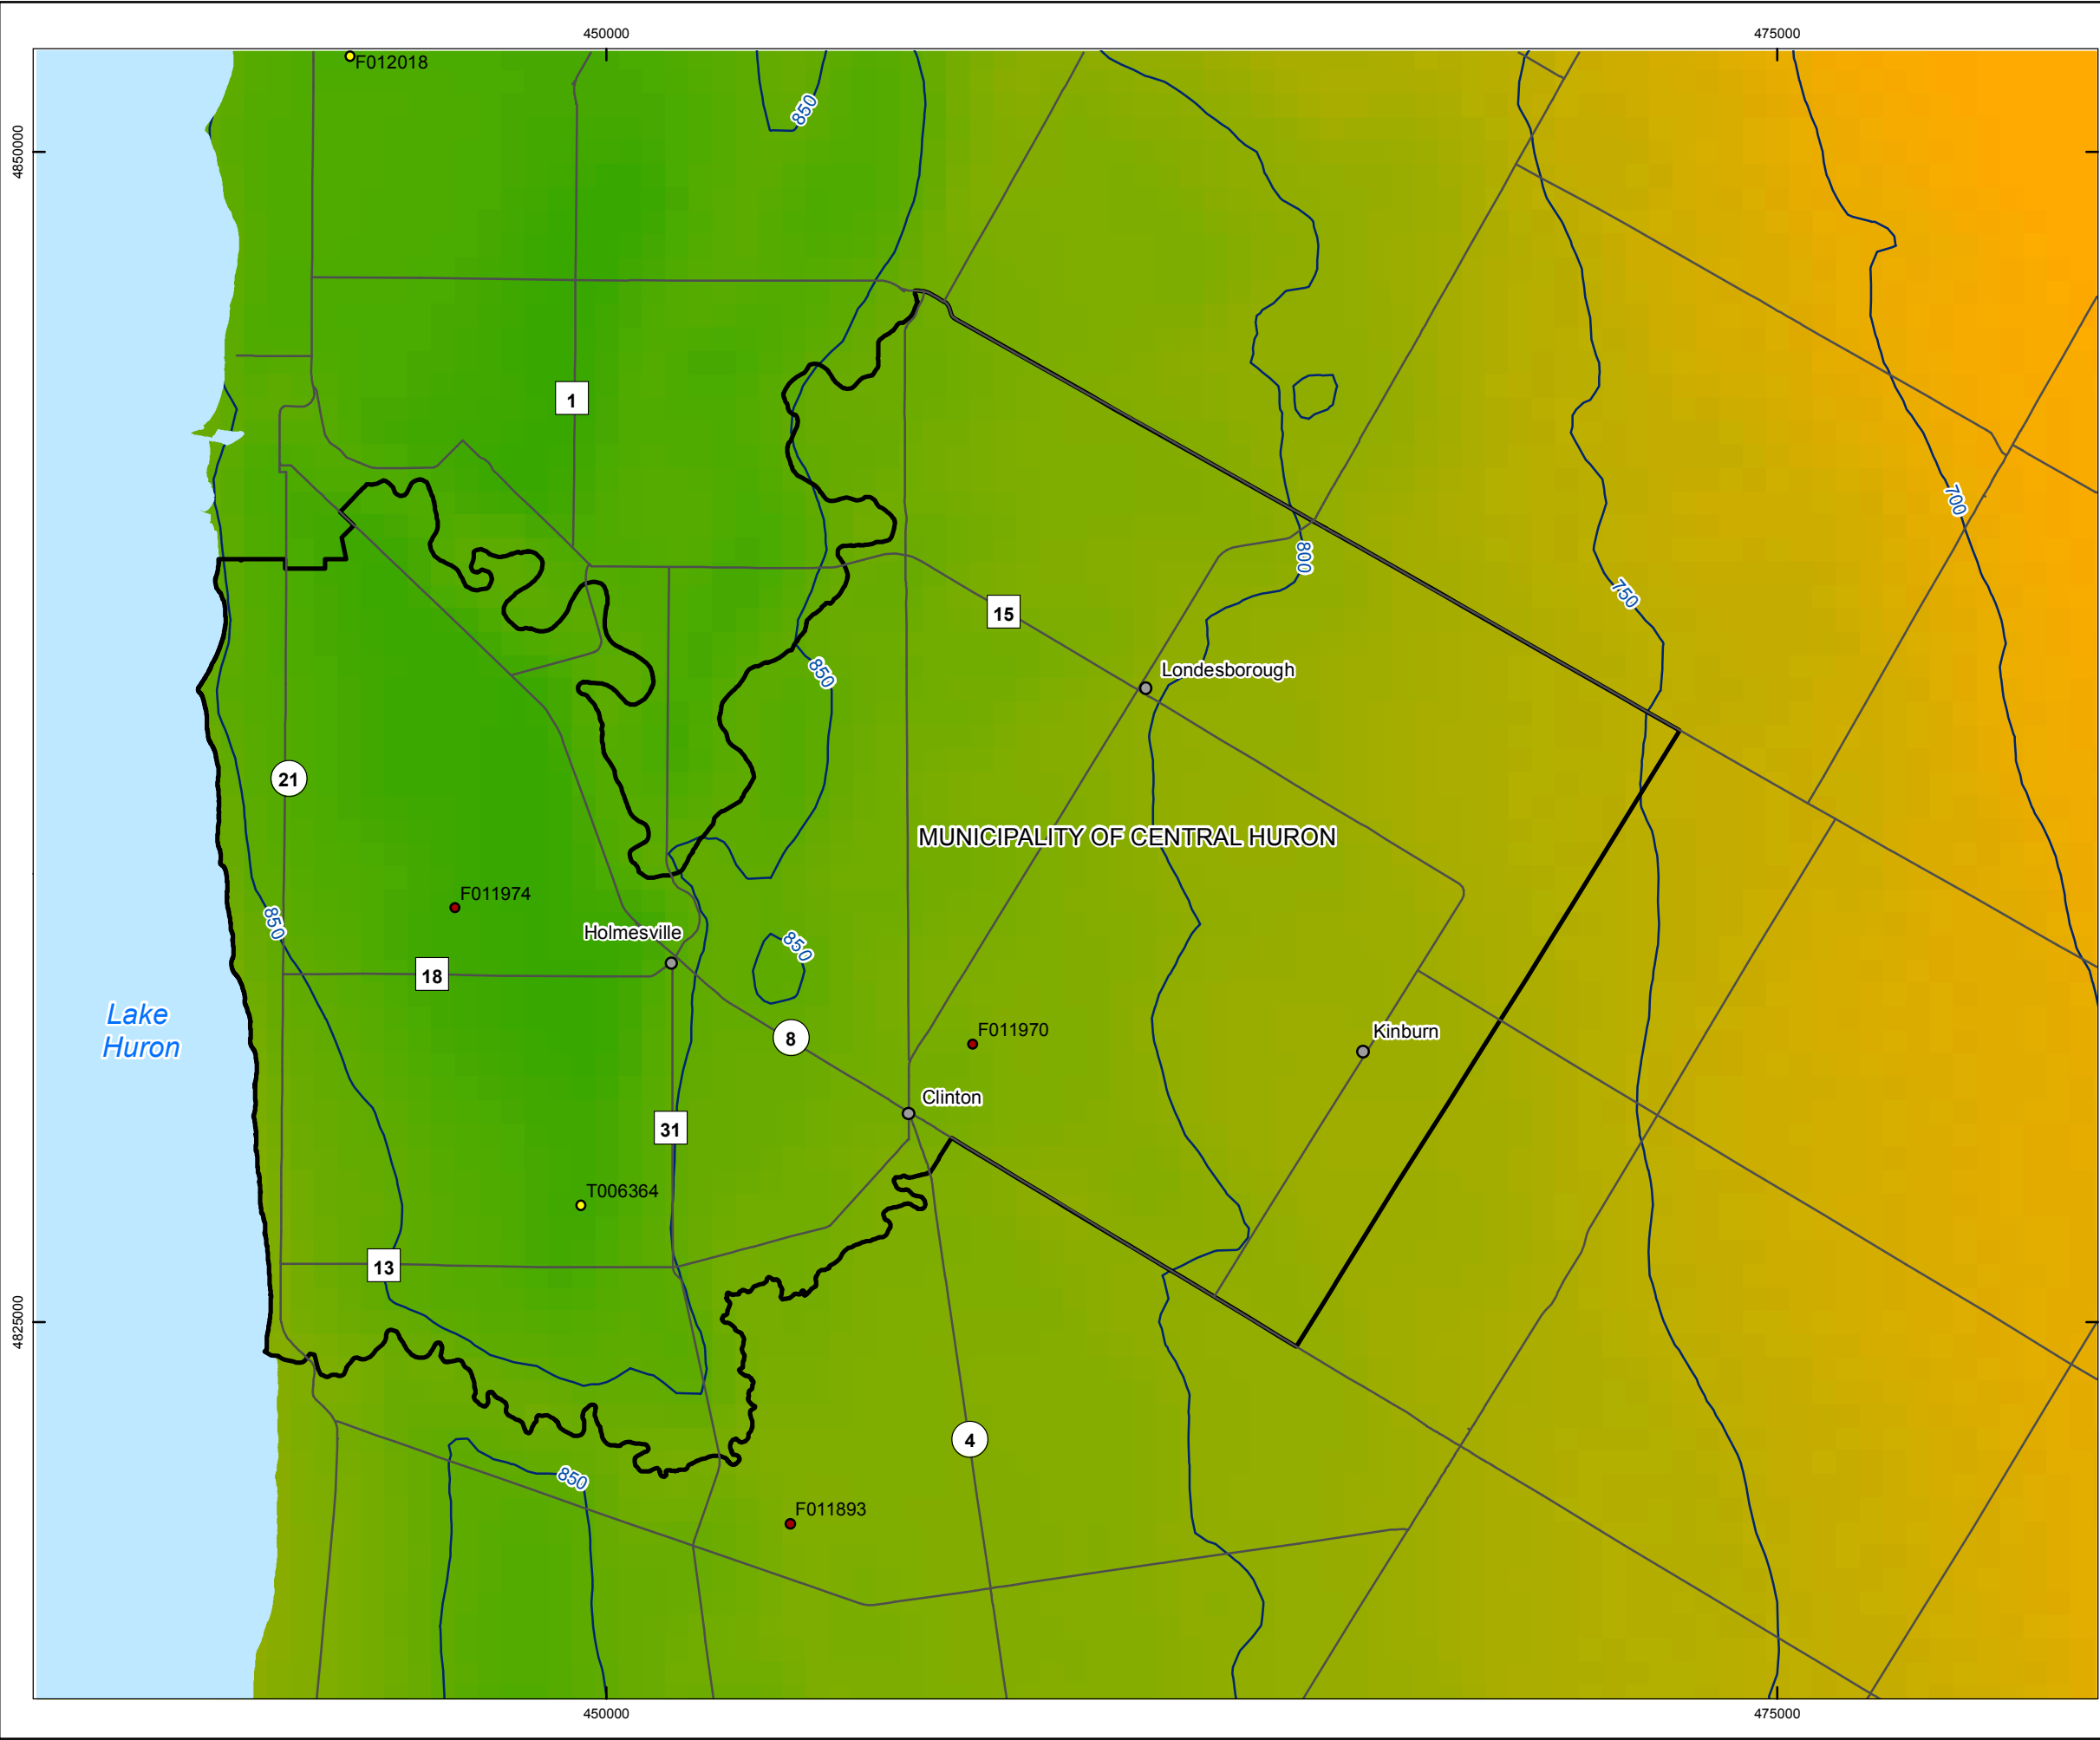 450000
475000
F012018
850
4850000
4850000
1
700
800
750
15
Londesborough
850
21
MUNICIPALITY OF CENTRAL HURON
F011974
850
Holmesville
850
18
Lake
Huron
8
F011970
Kinburn
Clinton
31
T006364
13
4825000
4
850
F011893
450000
475000